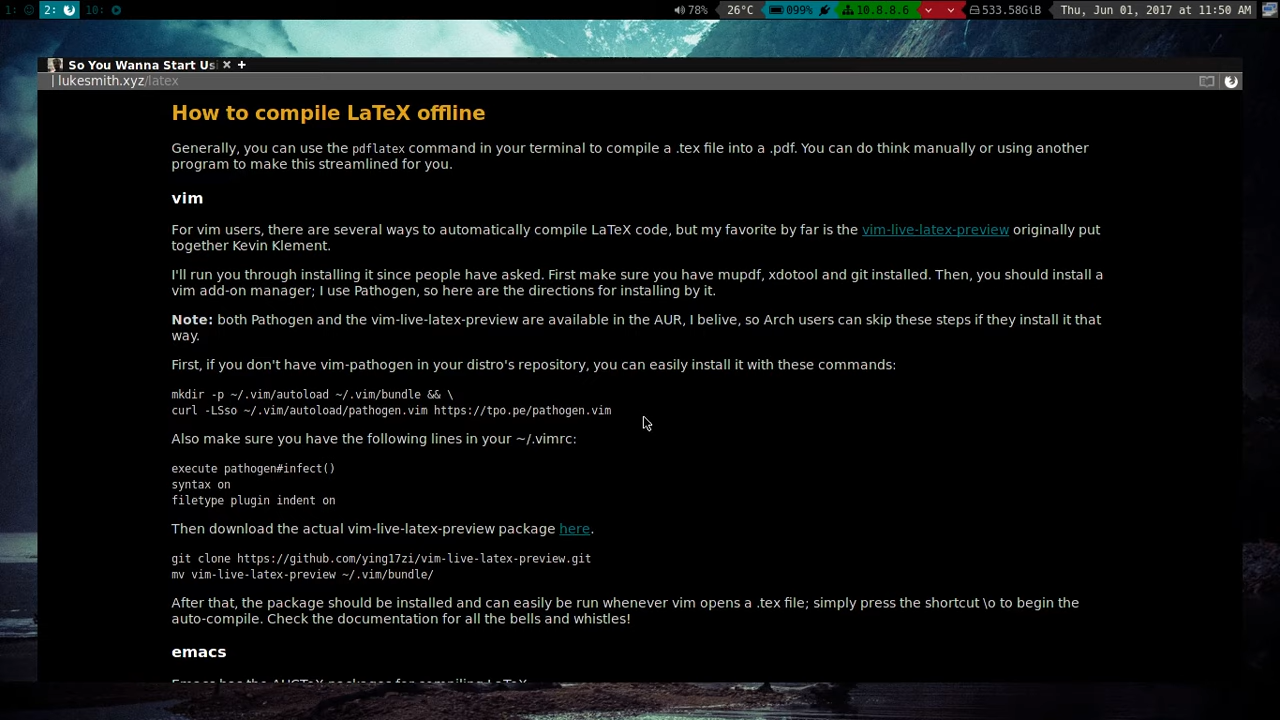 1: 2: 10: 78% 26°C 099% 10.8.8.6 533.58GiB Thu, Jun 01, 2017 at 11:50 AM
So You Wanna Start Us
lukesmith.xyz/latex
How to compile LaTeX offline
Generally, you can use the pdflatex command in your terminal to compile a .tex file into a .pdf. You can do think manually or using another
program to make this streamlined for you.
vim
For vim users, there are several ways to automatically compile LaTeX code, but my favorite by far is the vim-live-latex-preview originally put
together Kevin Klement.
I'll run you through installing it since people have asked. First make sure you have mupdf, xdotool and git installed. Then, you should install a
vim add-on manager; I use Pathogen, so here are the directions for installing by it.
Note: both Pathogen and the vim-live-latex-preview are available in the AUR, I belive, so Arch users can skip these steps if they install it that
way.
First, if you don't have vim-pathogen in your distro's repository, you can easily install it with these commands:
mkdir -p ~/.vim/autoload ~/.vim/bundle && \
curl -LSso ~/.vim/autoload/pathogen.vim https://tpo.pe/pathogen.vim
Also make sure you have the following lines in your ~/.vimrc:
execute pathogen#infect()
syntax on
filetype plugin indent on
Then download the actual vim-live-latex-preview package here.
git clone https://github.com/ying17zi/vim-live-latex-preview.git
mv vim-live-latex-preview ~/.vim/bundle/
After that, the package should be installed and can easily be run whenever vim opens a .tex file; simply press the shortcut \o to begin the
auto-compile. Check the documentation for all the bells and whistles!
emacs
Emacs has the AUCTeX packages for compiling LaTeX